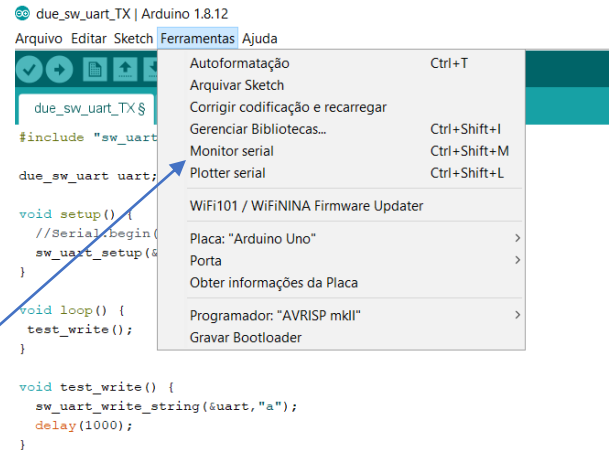 due_sw_uart_TX | Arduino 1.8.12
Arquivo Editar Sketch Ferramentas Ajuda
due_sw_uart_TX §
Autoformatação Ctrl+T
Arquivar Sketch
Corrigir codificação e recarregar
Gerenciar Bibliotecas... Ctrl+Shift+I
Monitor serial Ctrl+Shift+M
Plotter serial Ctrl+Shift+L
WiFi101 / WiFiNINA Firmware Updater
Placa: "Arduino Uno"
Porta
Obter informações da Placa
Programador: "AVRISP mkII"
Gravar Bootloader
#include "sw_uart
due_sw_uart uart;
void setup() {
//Serial.begin(
sw_uart_setup(&
}
void loop() {
test_write();
}
void test_write() {
sw_uart_write_string(&uart,"a");
delay(1000);
}